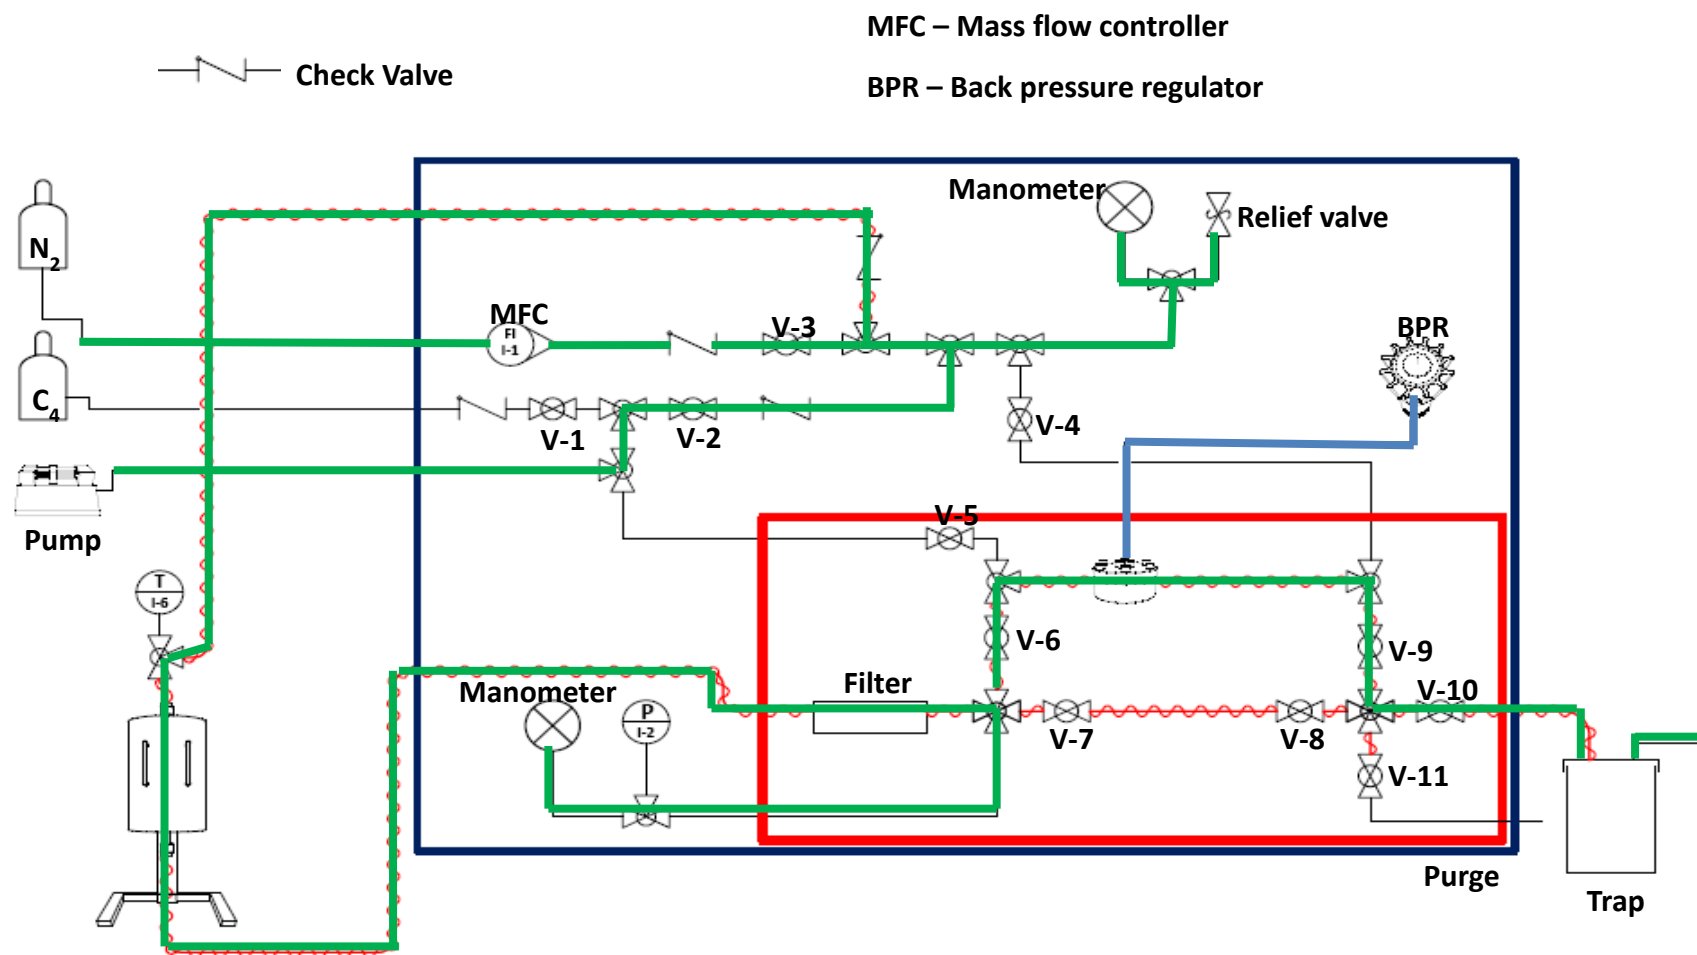 MFC – Mass flow controller
Check Valve
BPR – Back pressure regulator
Manometer
Relief valve
N2
MFC
FI
I-1
V-3
BPR
C4
V-1
V-2
V-4
Pump
V-5
T
I-6
V-6
V-9
Manometer
P
I-2
Filter
V-10
V-7
V-8
V-11
Purge
Trap